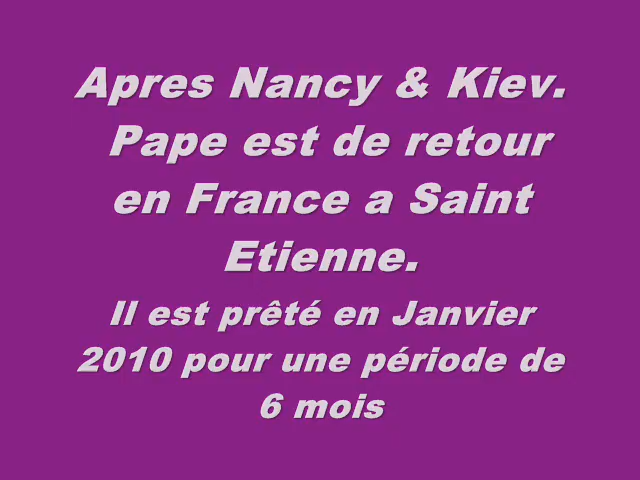 Apres Nancy & Kiev.
Pape est de retour
en France a Saint
Etienne.
Il est prêté en Janvier
2010 pour une période de
6 mois